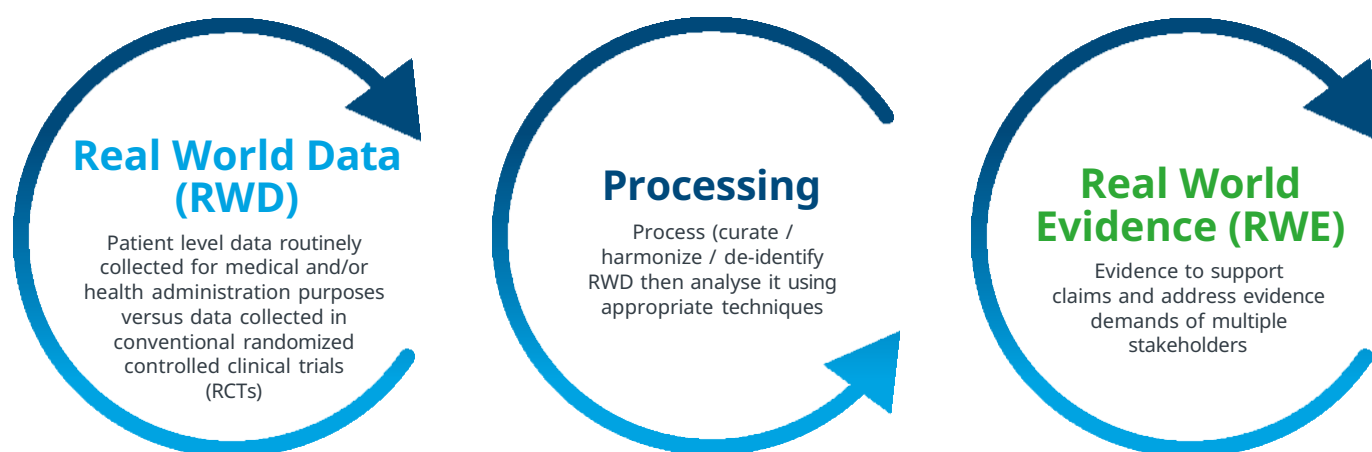 Real World Data
(RWD)
Patient level data routinely
collected for medical and/or
health administration purposes
versus data collected in
conventional randomized
controlled clinical trials
(RCTs)
Processing
Process (curate /
harmonize / de-identify
RWD then analyse it using
appropriate techniques
Real World
Evidence (RWE)
Evidence to support
claims and address evidence
demands of multiple
stakeholders